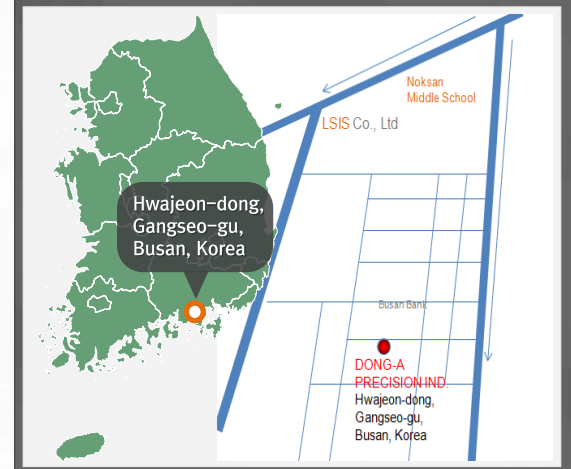 Noksan
Middle School
LSIS Co., Ltd
Hwajeon-dong,
Gangseo-gu,
Busan, Korea
Busan Bank
DONG-A
PRECISION IND.
Hwajeon-dong,
Gangseo-gu,
Busan, Korea